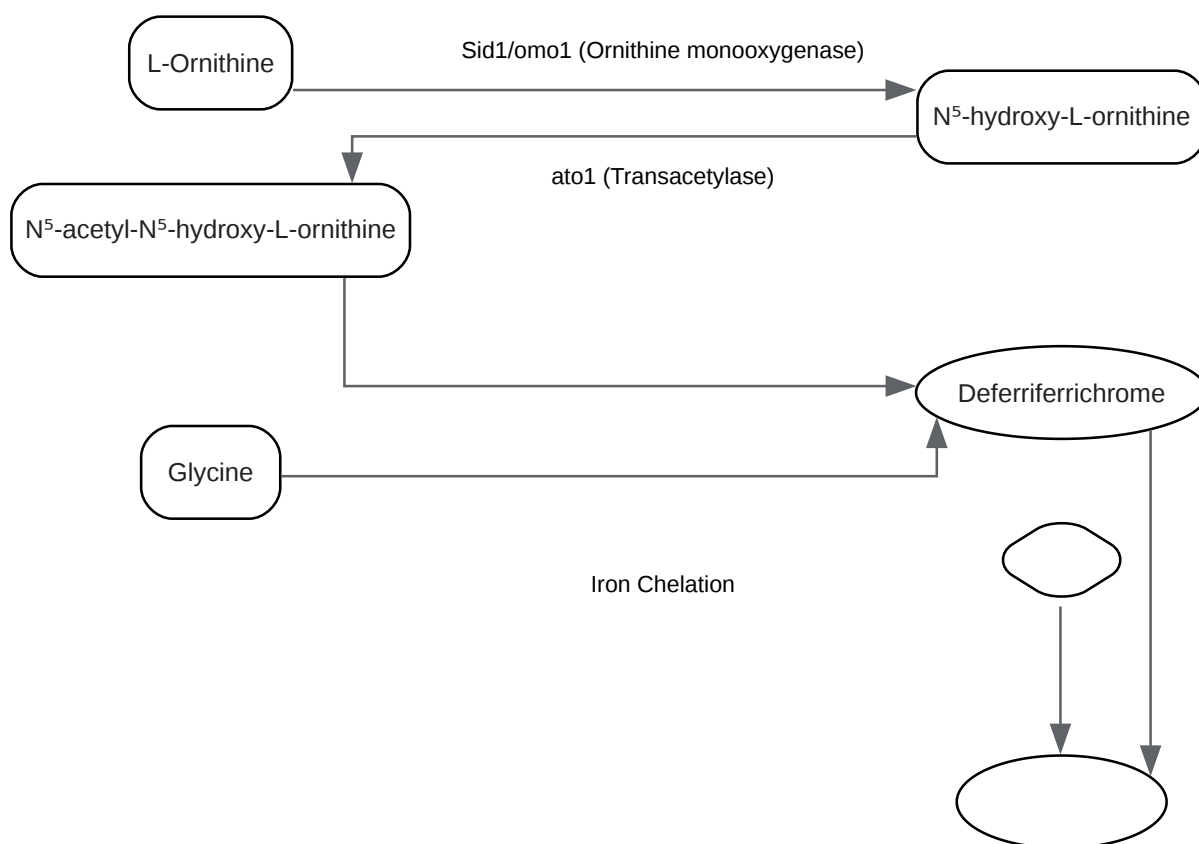 L-Ornithine
Sid1/omo1 (Ornithine monooxygenase)
N⁵-hydroxy-L-ornithine
ato1 (Transacetylase)
N⁵-acetyl-N⁵-hydroxy-L-ornithine
Deferriferrichrome
Glycine
Iron Chelation